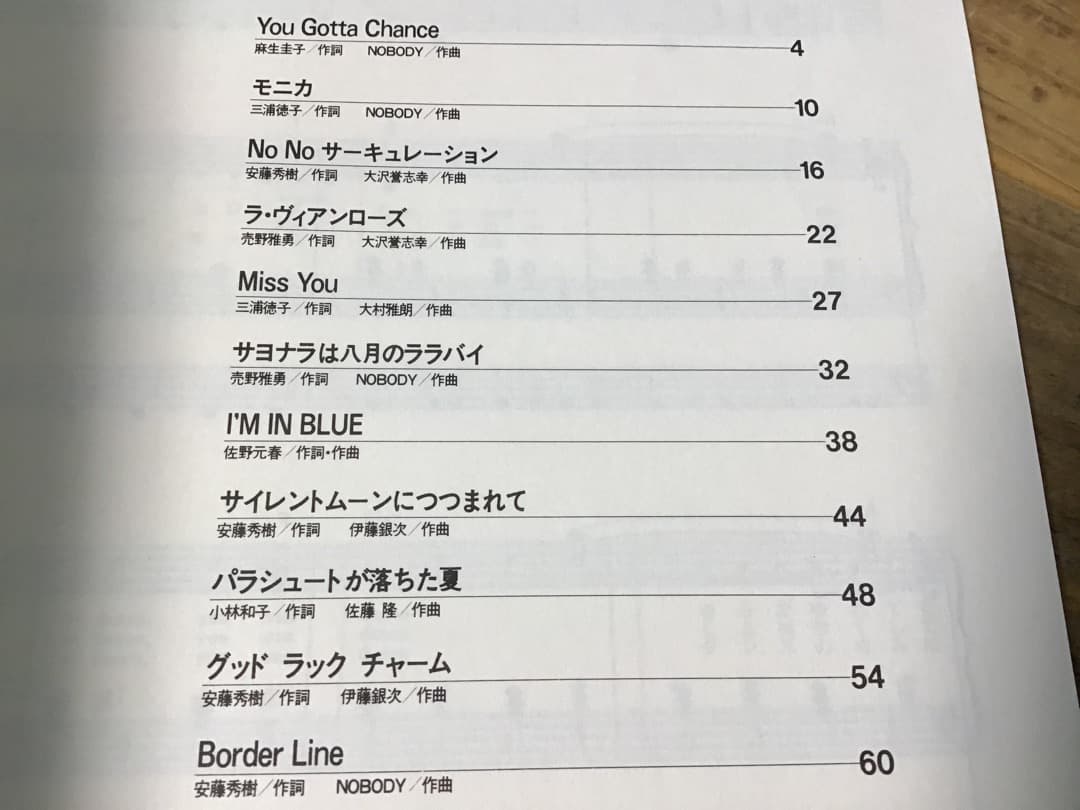 You Gotta Chance 4
麻生圭子／作詞 NOBODY／作曲
モニカ 10
三浦徳子／作詞 NOBODY／作曲
No No サーキュレーション 16
安藤秀樹／作詞 大沢誉志幸／作曲
ラ・ヴィアンローズ 22
売野雅勇／作詞 大沢誉志幸／作曲
Miss You 27
三浦徳子／作詞 大村雅朗／作曲
サヨナラは八月のララバイ 32
売野雅勇／作詞 NOBODY／作曲
I'M IN BLUE 38
佐野元春／作詞・作曲
サイレントムーンにつつまれて 44
安藤秀樹／作詞 伊藤銀次／作曲
パラシュートが落ちた夏 48
小林和子／作詞 佐藤 隆／作曲
グッド ラック チャーム 54
安藤秀樹／作詞 伊藤銀次／作曲
Border Line 60
安藤秀樹／作詞 NOBODY／作曲